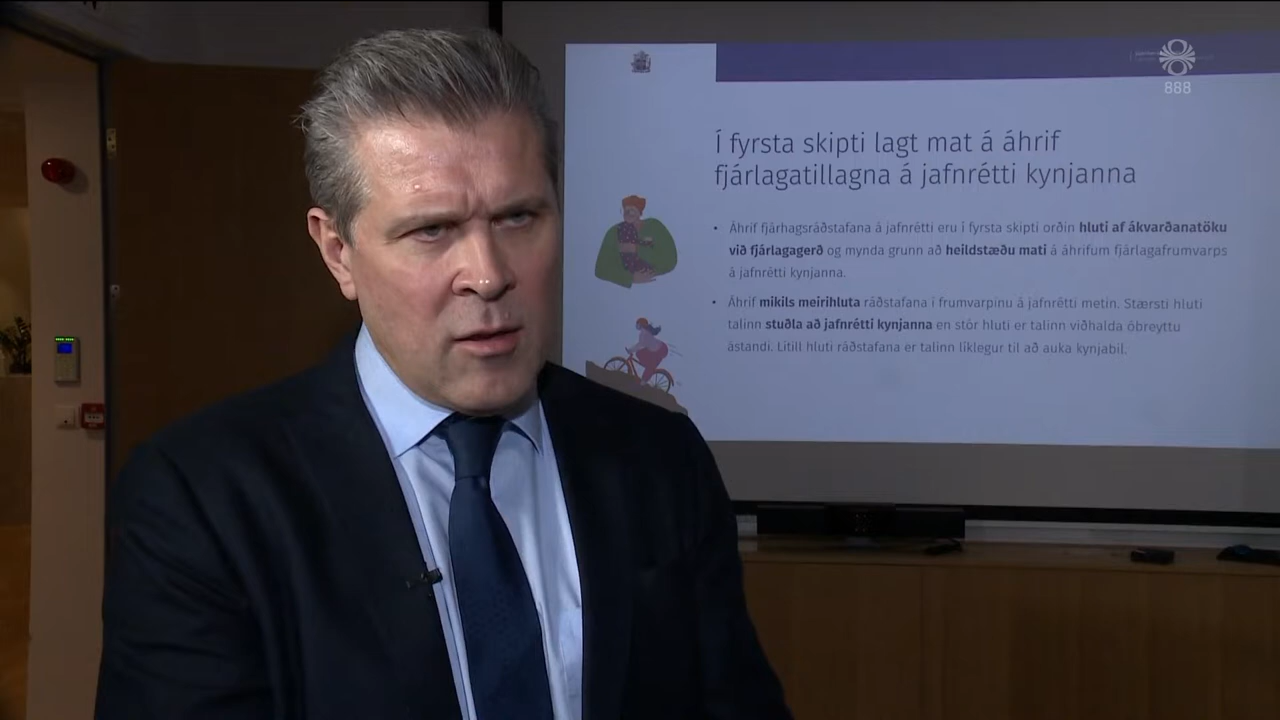 888
Í fyrsta skipti lagt mat á áhrif
fjárlagatillagna á jafnrétti kynjanna
• Áhrif fjárhagsráðstafana á jafnrétti eru í fyrsta skipti orðin hluti af ákvarðanatöku
við fjárlagagerð og mynda grunn að heildstæðu mati á áhrifum fjárlagafrumvarps
á jafnrétti kynjanna.
• Áhrif mikils meirihluta ráðstafana í frumvarpinu á jafnrétti metin. Stærsti hluti
talinn stuðla að jafnrétti kynjanna en stór hluti er talinn viðhalda óbreyttu
ástandi. Lítill hluti ráðstafana er talinn líklegur til að auka kynjabil.